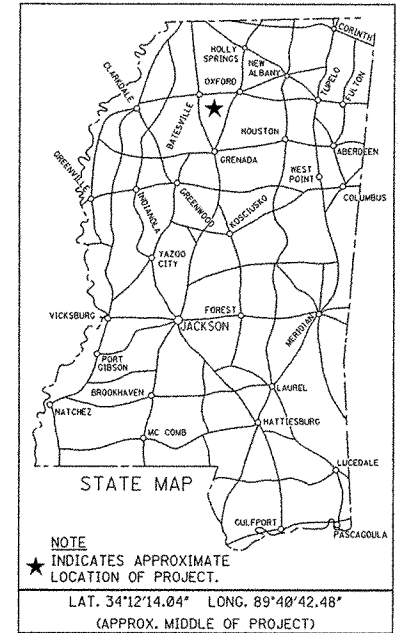 CORINTH
HOLLY
SPRINGS
NEW
ALBANY
CLARKDALE
OXFORD
TUPELO
FULTON
BATESVILLE
HOUSTON
ABERDEEN
GRENADA
GREENVILLE
WEST
POINT
INDIANOLA
GREENWOOD
COLUMBUS
KOSCIUSKO
YAZOO
CITY
VICKSBURG
FOREST
MERIDIAN
JACKSON
PORT
GIBSON
BROOKHAVEN
LAUREL
NATCHEZ
HATTIESBURG
MC COMB
LUCEDALE
STATE MAP
GULFPORT
PASCAGOULA
NOTE
INDICATES APPROXIMATE
LOCATION OF PROJECT.
LAT. 34°12'14.04" LONG. 89°40'42.48"
(APPROX. MIDDLE OF PROJECT)